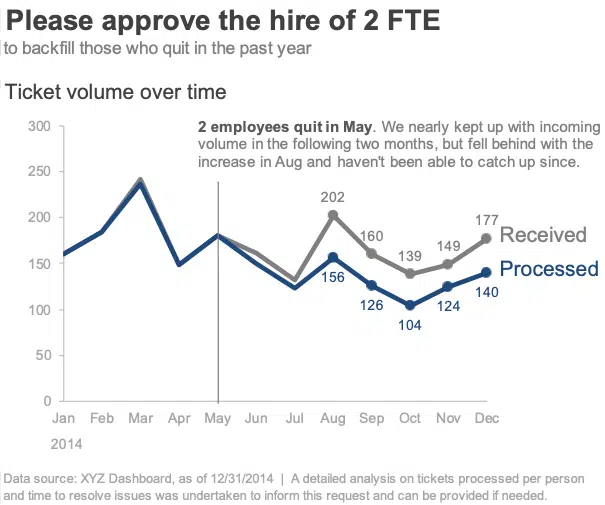 Please approve the hire of 2 FTE
to backfill those who quit in the past year
Ticket volume over time
2 employees quit in May. We nearly kept up with incoming
volume in the following two months, but fell behind with the
increase in Aug and haven't been able to catch up since.
300
250
200
150
100
50
0
202
160
139
149
177
Received
Processed
156
126
104
124
140
Jan Feb Mar Apr May Jun Jul Aug Sep Oct Nov Dec
2014
Data source: XYZ Dashboard, as of 12/31/2014 | A detailed analysis on tickets processed per person
and time to resolve issues was undertaken to inform this request and can be provided if needed.